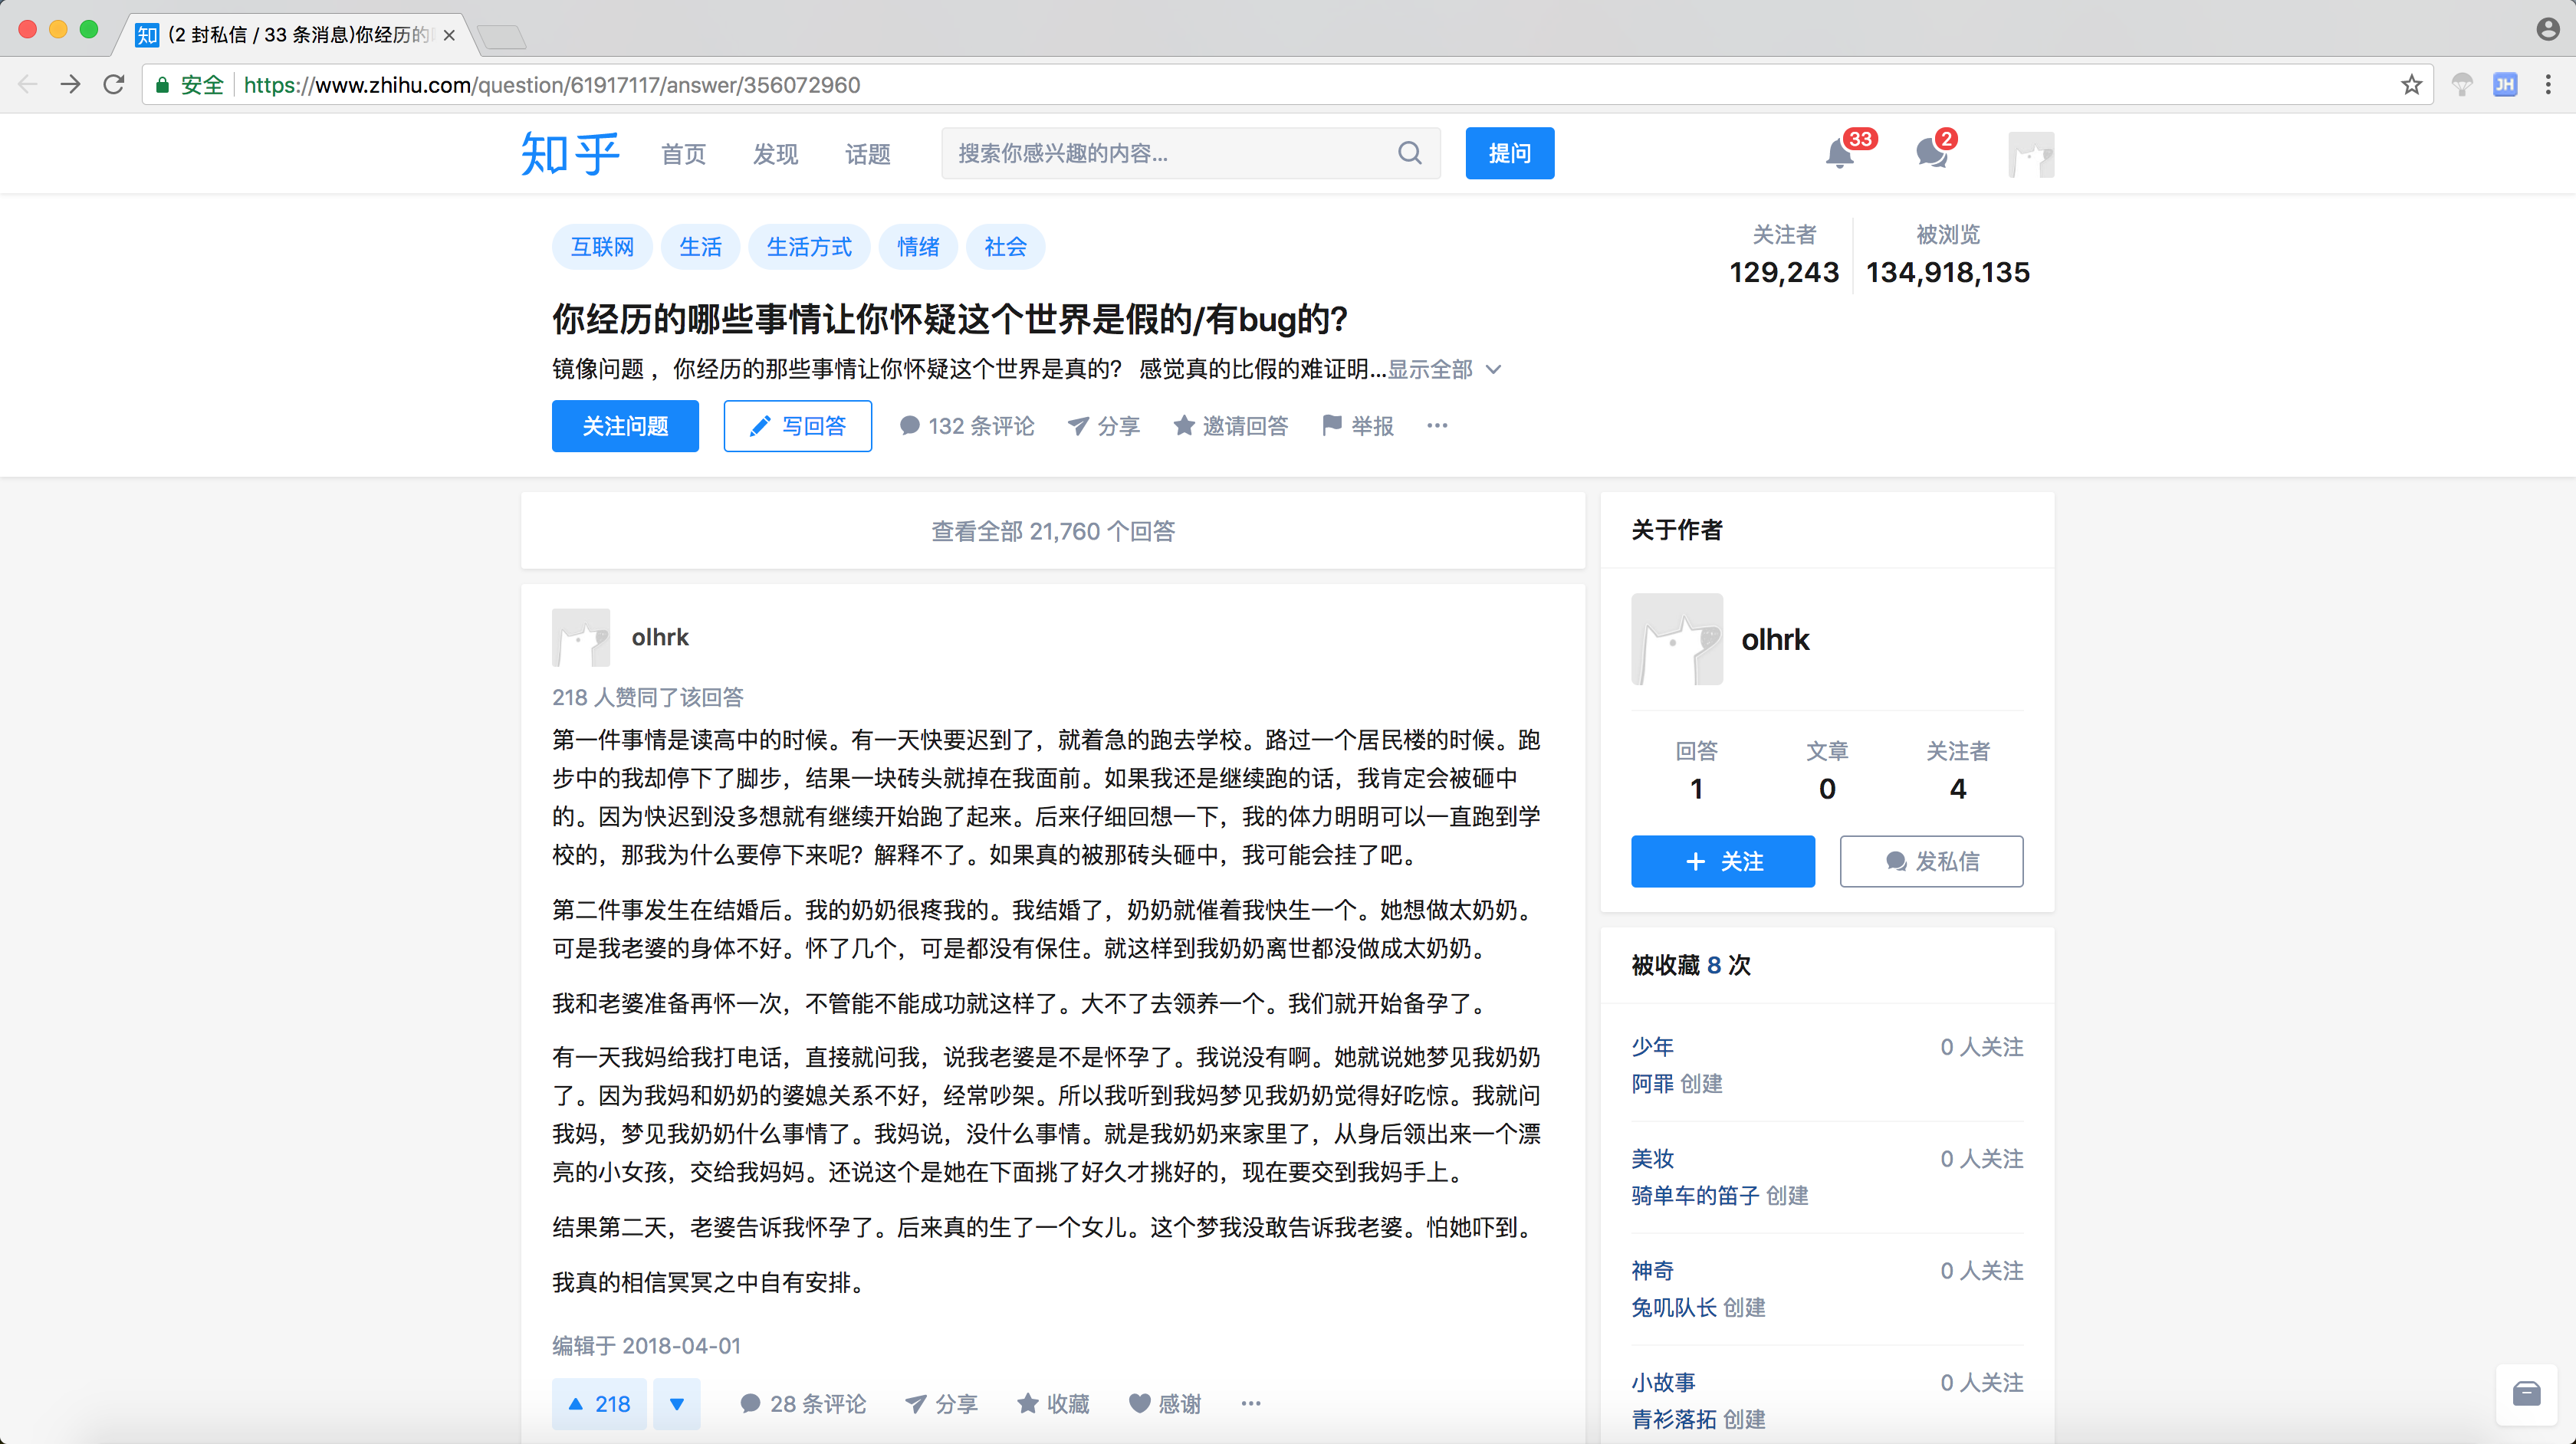 知 (2 封私信 / 33 条消息)你经历的
安全 https://www.zhihu.com/question/61917117/answer/356072960
JH
知乎 首页 发现 话题 搜索你感兴趣的内容... 提问 33 2
互联网 生活 生活方式 情绪 社会
关注者 被浏览
129,243 134,918,135
你经历的哪些事情让你怀疑这个世界是假的/有bug的?
镜像问题 ，你经历的那些事情让你怀疑这个世界是真的？ 感觉真的比假的难证明...显示全部
关注问题 写回答 132 条评论 分享 邀请回答 举报 ···
查看全部 21,760 个回答
olhrk
218 人赞同了该回答
第一件事情是读高中的时候。有一天快要迟到了，就着急的跑去学校。路过一个居民楼的时候。跑
步中的我却停下了脚步，结果一块砖头就掉在我面前。如果我还是继续跑的话，我肯定会被砸中
的。因为快迟到没多想就有继续开始跑了起来。后来仔细回想一下，我的体力明明可以一直跑到学
校的，那我为什么要停下来呢？解释不了。如果真的被那砖头砸中，我可能会挂了吧。
第二件事发生在结婚后。我的奶奶很疼我的。我结婚了，奶奶就催着我快生一个。她想做太奶奶。
可是我老婆的身体不好。怀了几个，可是都没有保住。就这样到我奶奶离世都没做成太奶奶。
我和老婆准备再怀一次，不管能不能成功就这样了。大不了去领养一个。我们就开始备孕了。
有一天我妈给我打电话，直接就问我，说我老婆是不是怀孕了。我说没有啊。她就说她梦见我奶奶
了。因为我妈和奶奶的婆媳关系不好，经常吵架。所以我听到我妈梦见我奶奶觉得好吃惊。我就问
我妈，梦见我奶奶什么事情了。我妈说，没什么事情。就是我奶奶来家里了，从身后领出来一个漂
亮的小女孩，交给我妈妈。还说这个是她在下面挑了好久才挑好的，现在要交到我妈手上。
结果第二天，老婆告诉我怀孕了。后来真的生了一个女儿。这个梦我没敢告诉我老婆。怕她吓到。
我真的相信冥冥之中自有安排。
编辑于 2018-04-01
218 28 条评论 分享 收藏 感谢 ···
关于作者
olhrk
回答 文章 关注者
1 0 4
关注 发私信
被收藏 8 次
少年 0 人关注
阿罪 创建
美妆 0 人关注
骑单车的笛子 创建
神奇 0 人关注
兔叽队长 创建
小故事 0 人关注
青衫落拓 创建